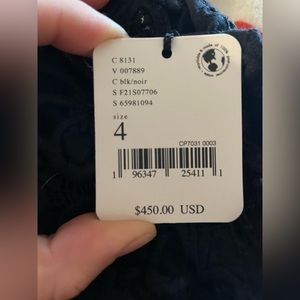 C 8131
V 007889
C blk/noir
S F21S07706
S 65981094
size
4
CP7031 0003
1 96347 25411 1
$450.00 USD